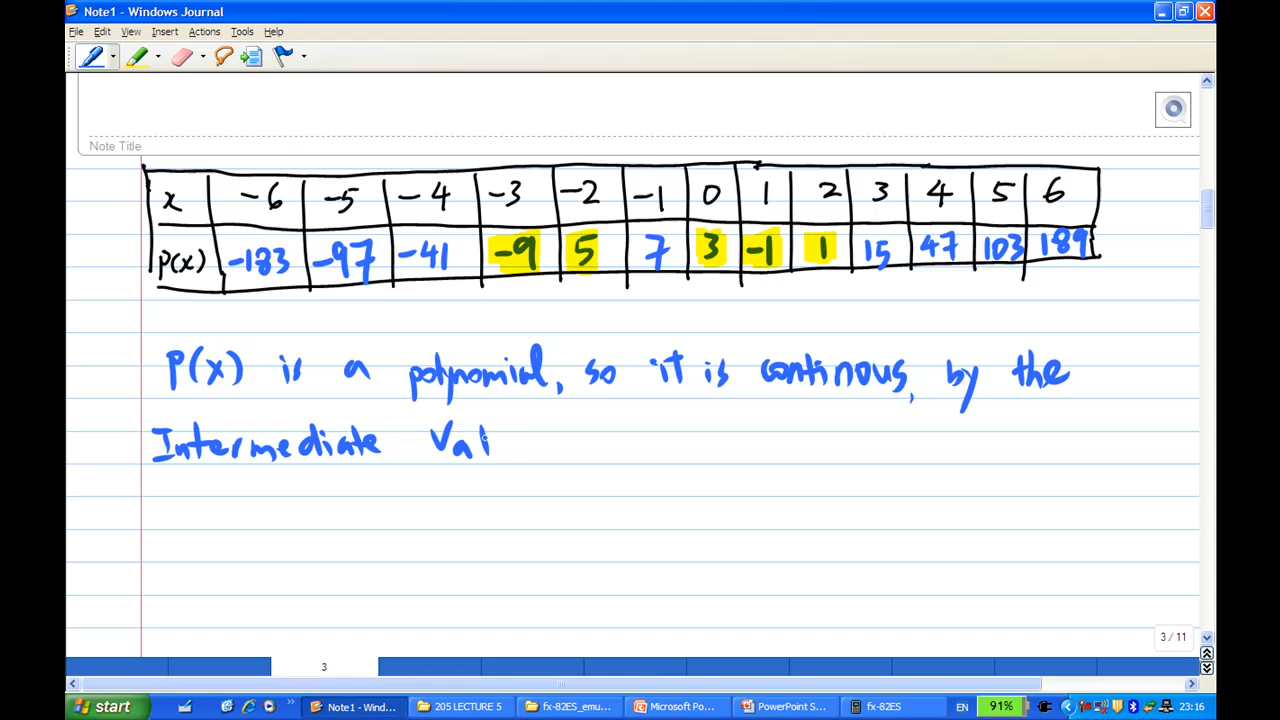 Note1 - Windows Journal
File Edit View Insert Actions Tools Help
Note Title
x -6 -5 -4 -3 -2 -1 0 1 2 3 4 5 6
P(x) -183 -97 -41 -9 5 7 3 -1 1 15 47 103 189
P(x) is a polynomial, so it is continous, by the
Intermediate Val
3 / 11
3
start Note1 - Windows J... 205 LECTURE 5 fx-82ES_emu... Microsoft Po... PowerPoint S... fx-82ES EN 91% 23:16